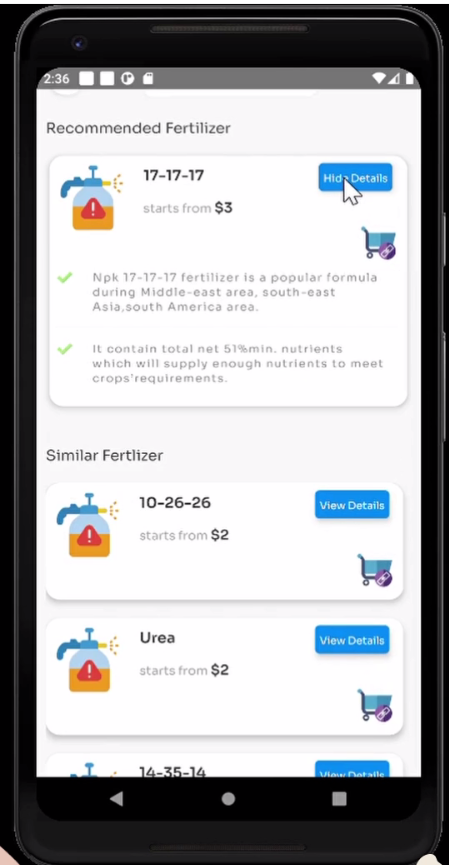 2:36
Recommended Fertilizer
17-17-17
Hide Details
starts from $3
Npk 17-17-17 fertilizer is a popular formula
during Middle-east area, south-east
Asia,south America area.
It contain total net 51%min. nutrients
which will supply enough nutrients to meet
crops'requirements.
Similar Fertlizer
10-26-26
View Details
starts from $2
Urea
View Details
starts from $2
14-35-14
View Details